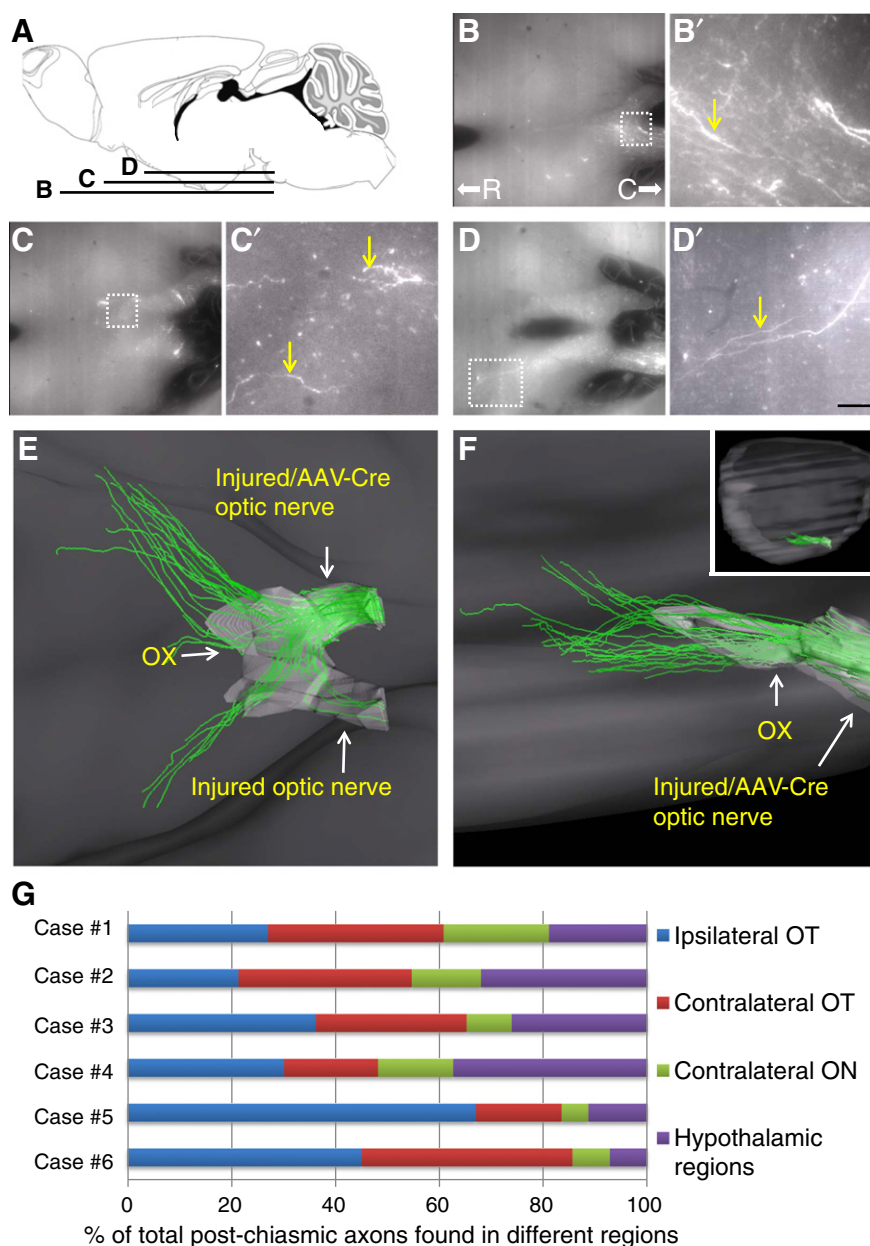 A
D
C
B
B
B′
R
C
C
C′
D
D′
E
Injured/AAV-Cre
optic nerve
OX
Injured optic nerve
F
OX
Injured/AAV-Cre
optic nerve
G
Case #1
Case #2
Case #3
Case #4
Case #5
Case #6
0 20 40 60 80 100
% of total post-chiasmic axons found in different regions
Ipsilateral OT
Contralateral OT
Contralateral ON
Hypothalamic
regions